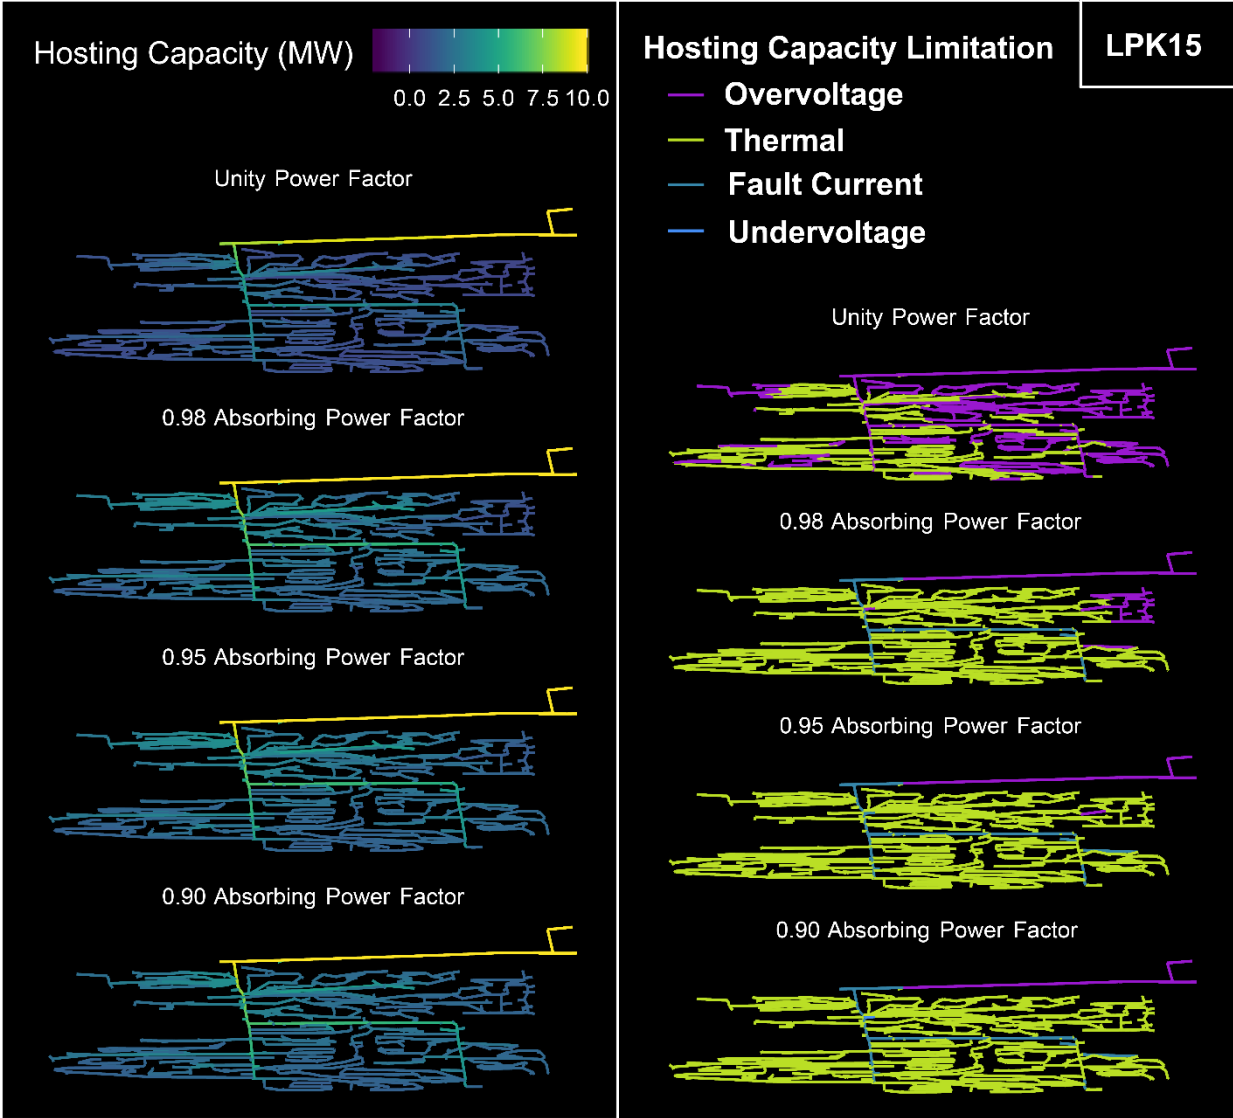 Hosting Capacity (MW)
0.0 2.5 5.0 7.5 10.0
Unity Power Factor
0.98 Absorbing Power Factor
0.95 Absorbing Power Factor
0.90 Absorbing Power Factor
Hosting Capacity Limitation
LPK15
Overvoltage
Thermal
Fault Current
Undervoltage
Unity Power Factor
0.98 Absorbing Power Factor
0.95 Absorbing Power Factor
0.90 Absorbing Power Factor